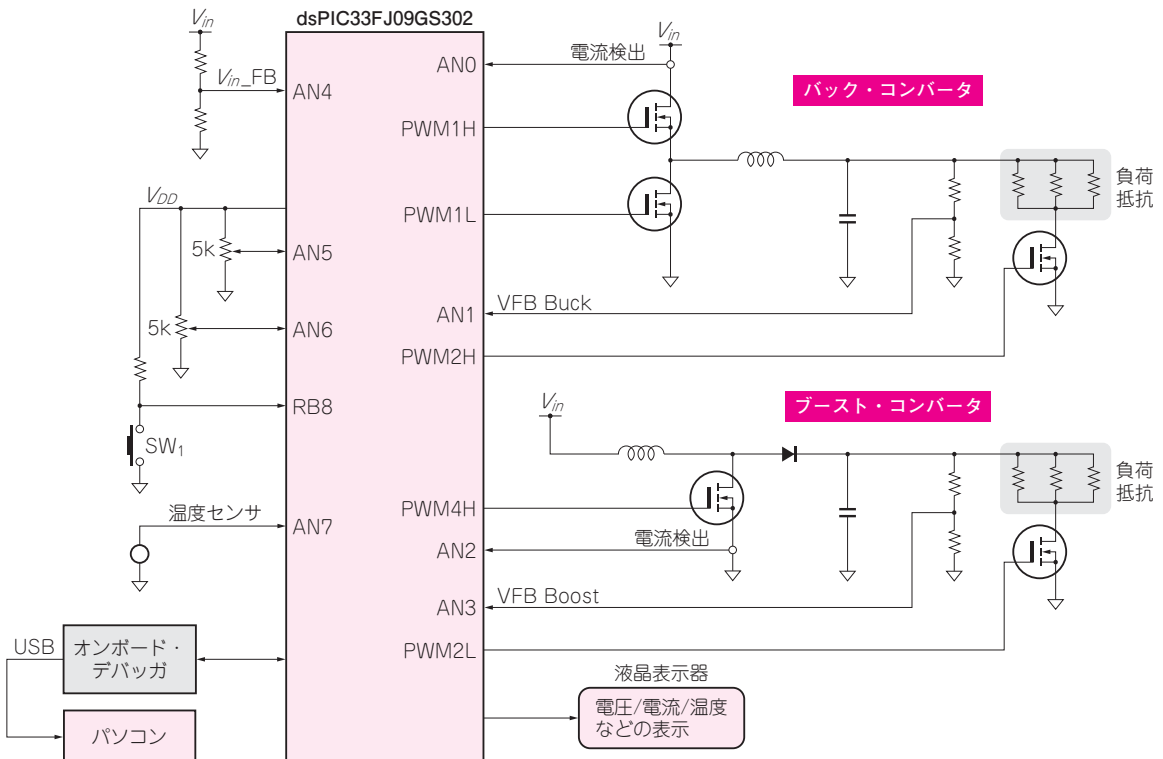 dsPIC33FJ09GS302
Vin
Vin_FB
AN4
VDD
5k
AN5
5k
AN6
RB8
SW1
温度センサ
AN7
USB
オンボード・
デバッガ
パソコン
AN0
電流検出
Vin
バック・コンバータ
PWM1H
PWM1L
負荷
抵抗
AN1
VFB Buck
PWM2H
Vin
ブースト・コンバータ
負荷
抵抗
PWM4H
AN2
電流検出
AN3
VFB Boost
PWM2L
液晶表示器
電圧/電流/温度
などの表示